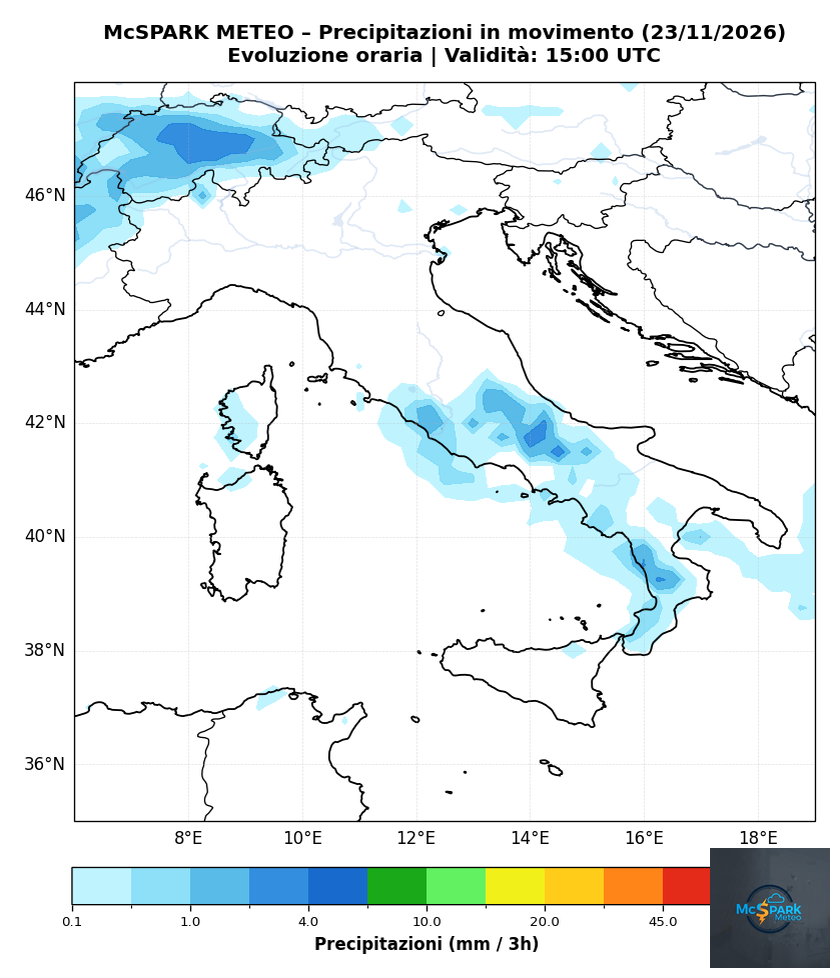 McSPARK METEO – Precipitazioni in movimento (23/11/2026)
Evoluzione oraria | Validità: 15:00 UTC
46°N
44°N
42°N
40°N
38°N
36°N
8°E 10°E 12°E 14°E 16°E 18°E
0.1 1.0 4.0 10.0 20.0 45.0
Precipitazioni (mm / 3h)
McSPARK
Meteo